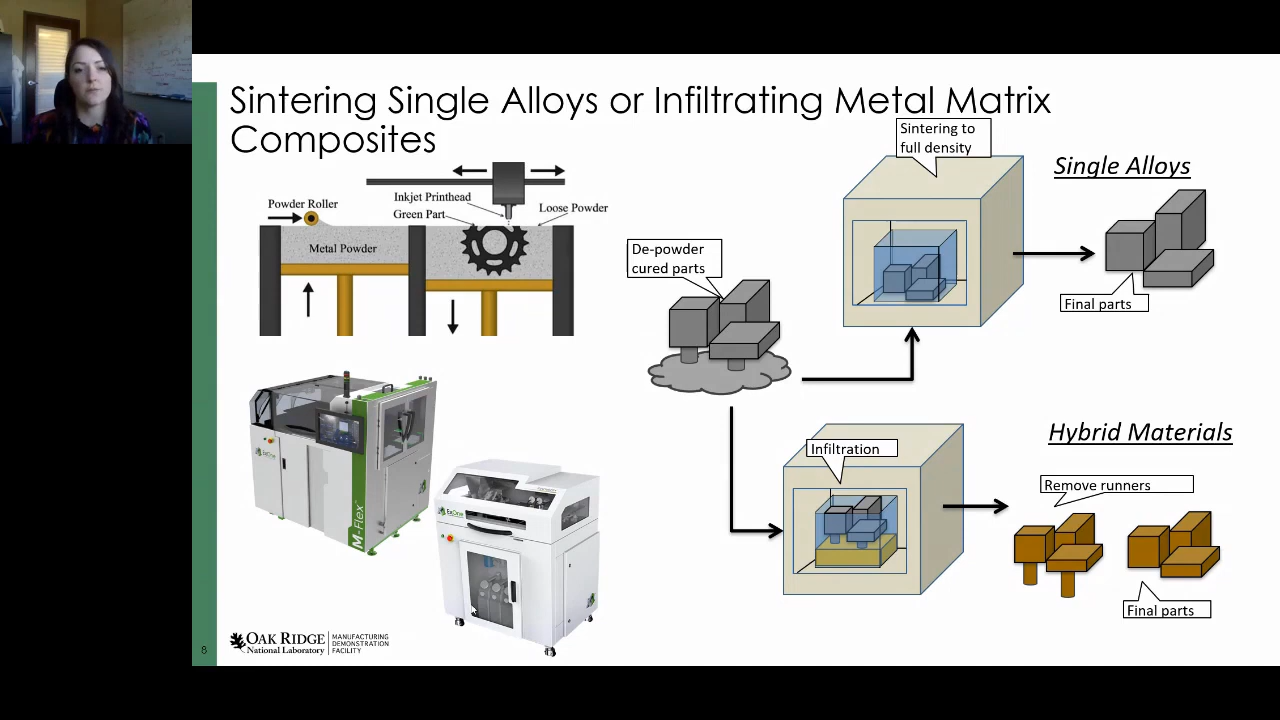 Sintering Single Alloys or Infiltrating Metal Matrix
Composites
Sintering to
full density
Single Alloys
Inkjet Printhead
Powder Roller
Green Part
Loose Powder
Metal Powder
De-powder
cured parts
Final parts
Hybrid Materials
Infiltration
Remove runners
Final parts
ExOne
M-Flex
ExOne
8
OAK RIDGE
National Laboratory
MANUFACTURING
DEMONSTRATION
FACILITY